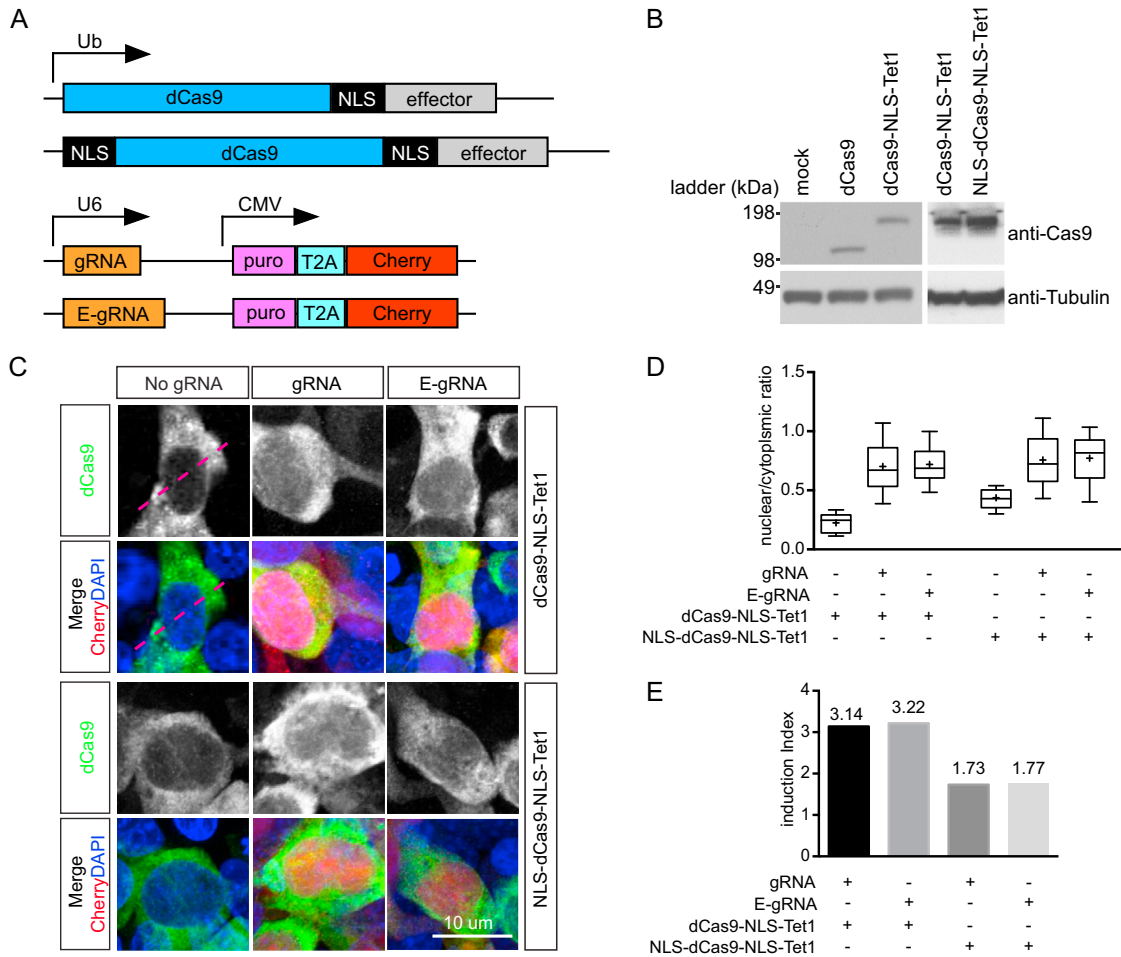 A
Ub
dCas9 NLS effector
NLS dCas9 NLS effector
U6 CMV
gRNA puro T2A Cherry
E-gRNA puro T2A Cherry
B
ladder (kDa) mock dCas9 dCas9-NLS-Tet1 dCas9-NLS-Tet1 NLS-dCas9-NLS-Tet1
198
98
anti-Cas9
49
anti-Tubulin
C
No gRNA gRNA E-gRNA
dCas9
Merge
CherryDAPI
dCas9-NLS-Tet1
dCas9
Merge
CherryDAPI
NLS-dCas9-NLS-Tet1
10 um
D
nuclear/cytoplsmic ratio
1.5
1.0
0.5
0.0
gRNA - + - - + -
E-gRNA - - + - - +
dCas9-NLS-Tet1 + + + - - -
NLS-dCas9-NLS-Tet1 - - - + + +
E
induction Index
4
3
2
1
0
3.14 3.22 1.73 1.77
gRNA + - + -
E-gRNA - + - +
dCas9-NLS-Tet1 + + - -
NLS-dCas9-NLS-Tet1 - - + +